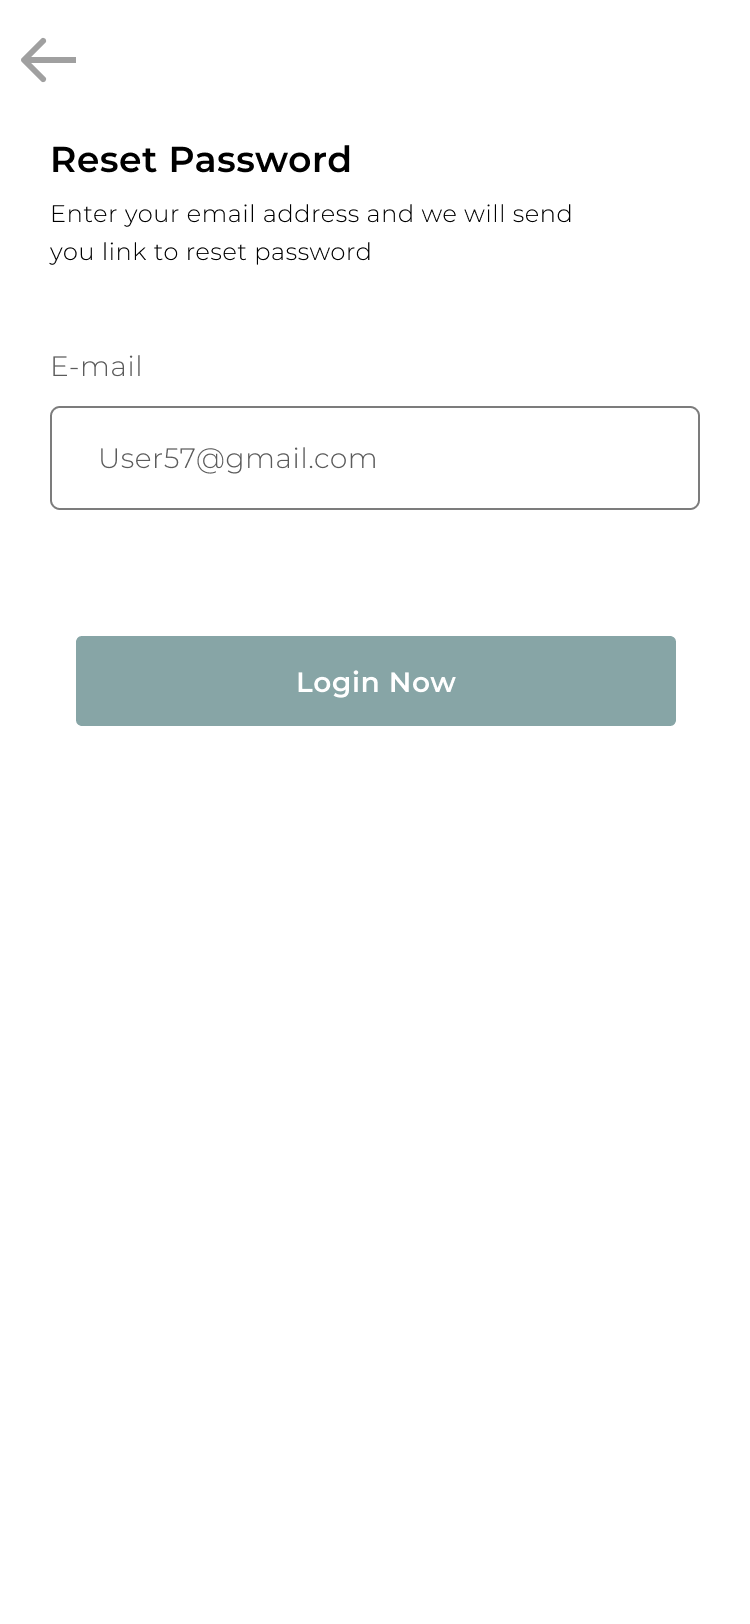 Reset Password
Enter your email address and we will send
you link to reset password
E-mail
User57@gmail.com
Login Now